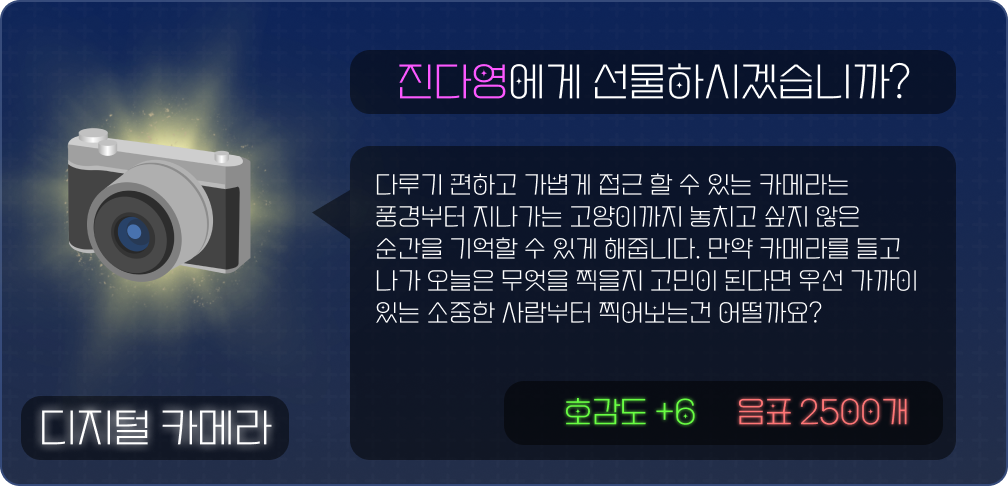 진다영에게 선물하시겠습니까?
다루기 편하고 가볍게 접근 할 수 있는 카메라는
풍경부터 지나가는 고양이까지 놓치고 싶지 않은
순간을 기억할 수 있게 해줍니다. 만약 카메라를 들고
나가 오늘은 무엇을 찍을지 고민이 된다면 우선 가까이
있는 소중한 사람부터 찍어보는건 어떨까요?
호감도 +6 음표 2500개
디지털 카메라